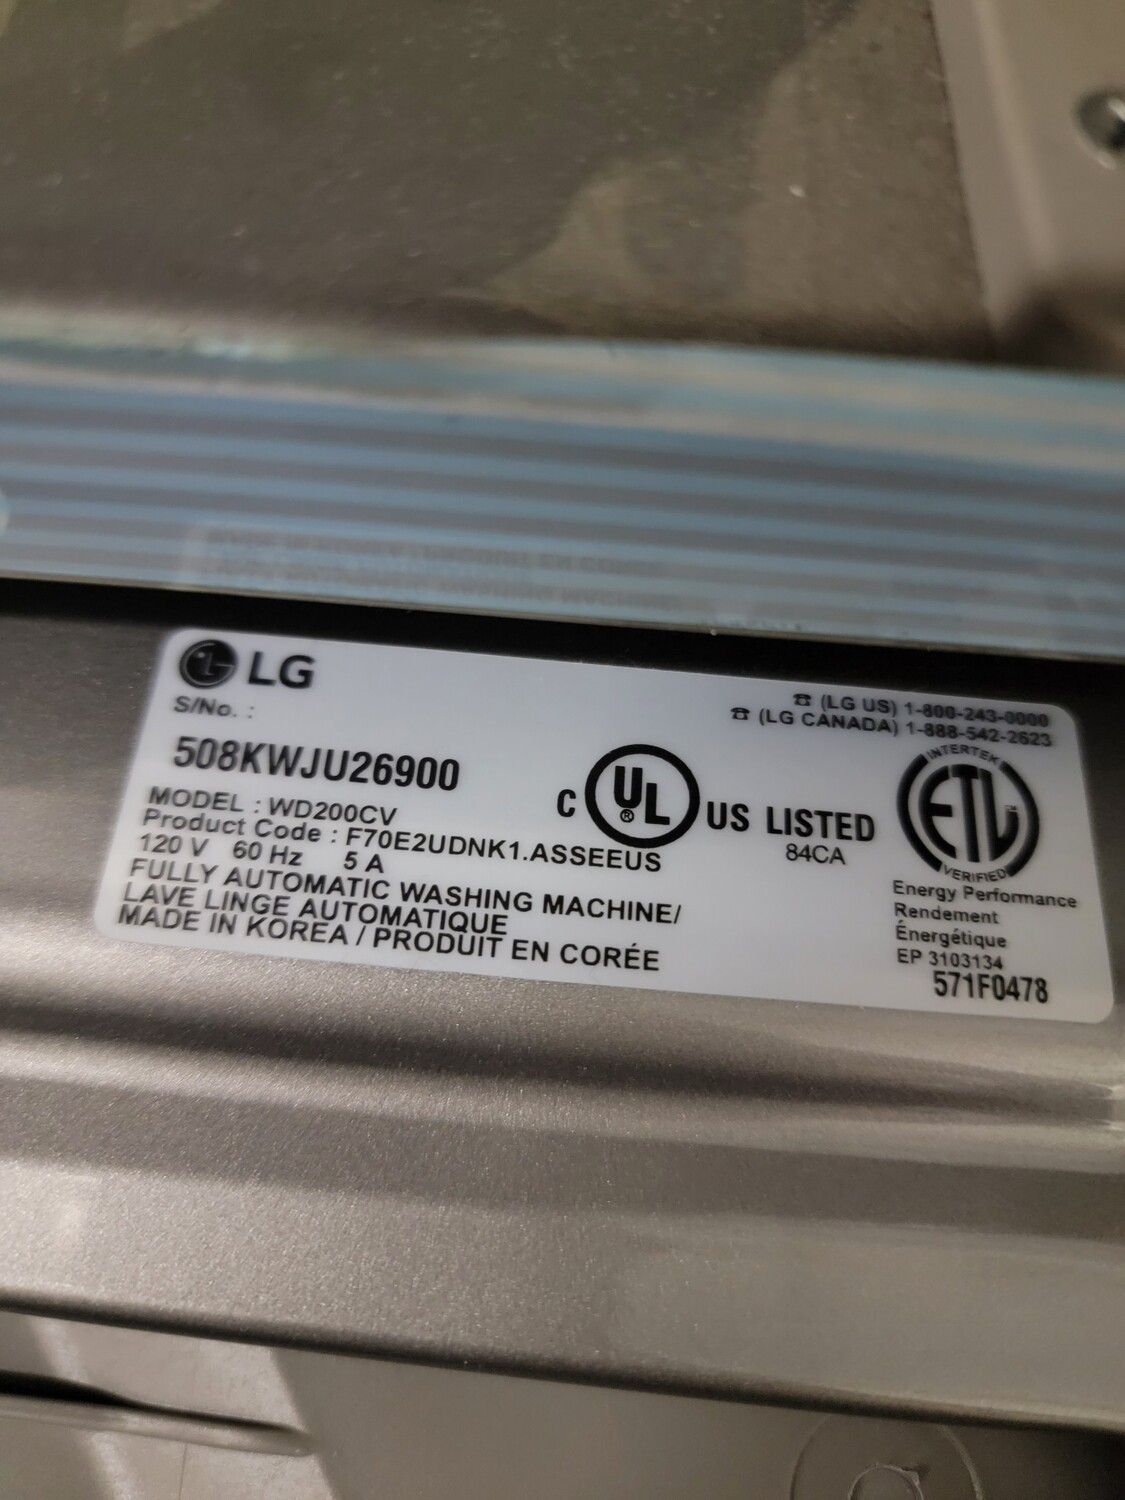 LG
S/No. :
508KWJU26900
MODEL : WD200CV
Product Code : F70E2UDNK1.ASSEEUS
120 V 60 Hz 5 A
FULLY AUTOMATIC WASHING MACHINE/
LAVE LINGE AUTOMATIQUE
MADE IN KOREA / PRODUIT EN CORÉE
☎ (LG US) 1-800-243-0000
☎ (LG CANADA) 1-888-542-2623
C UL ® US LISTED
84CA
INTERTEK
ETL
VERIFIED
Energy Performance
Rendement
Énergétique
EP 3103134
571F0478